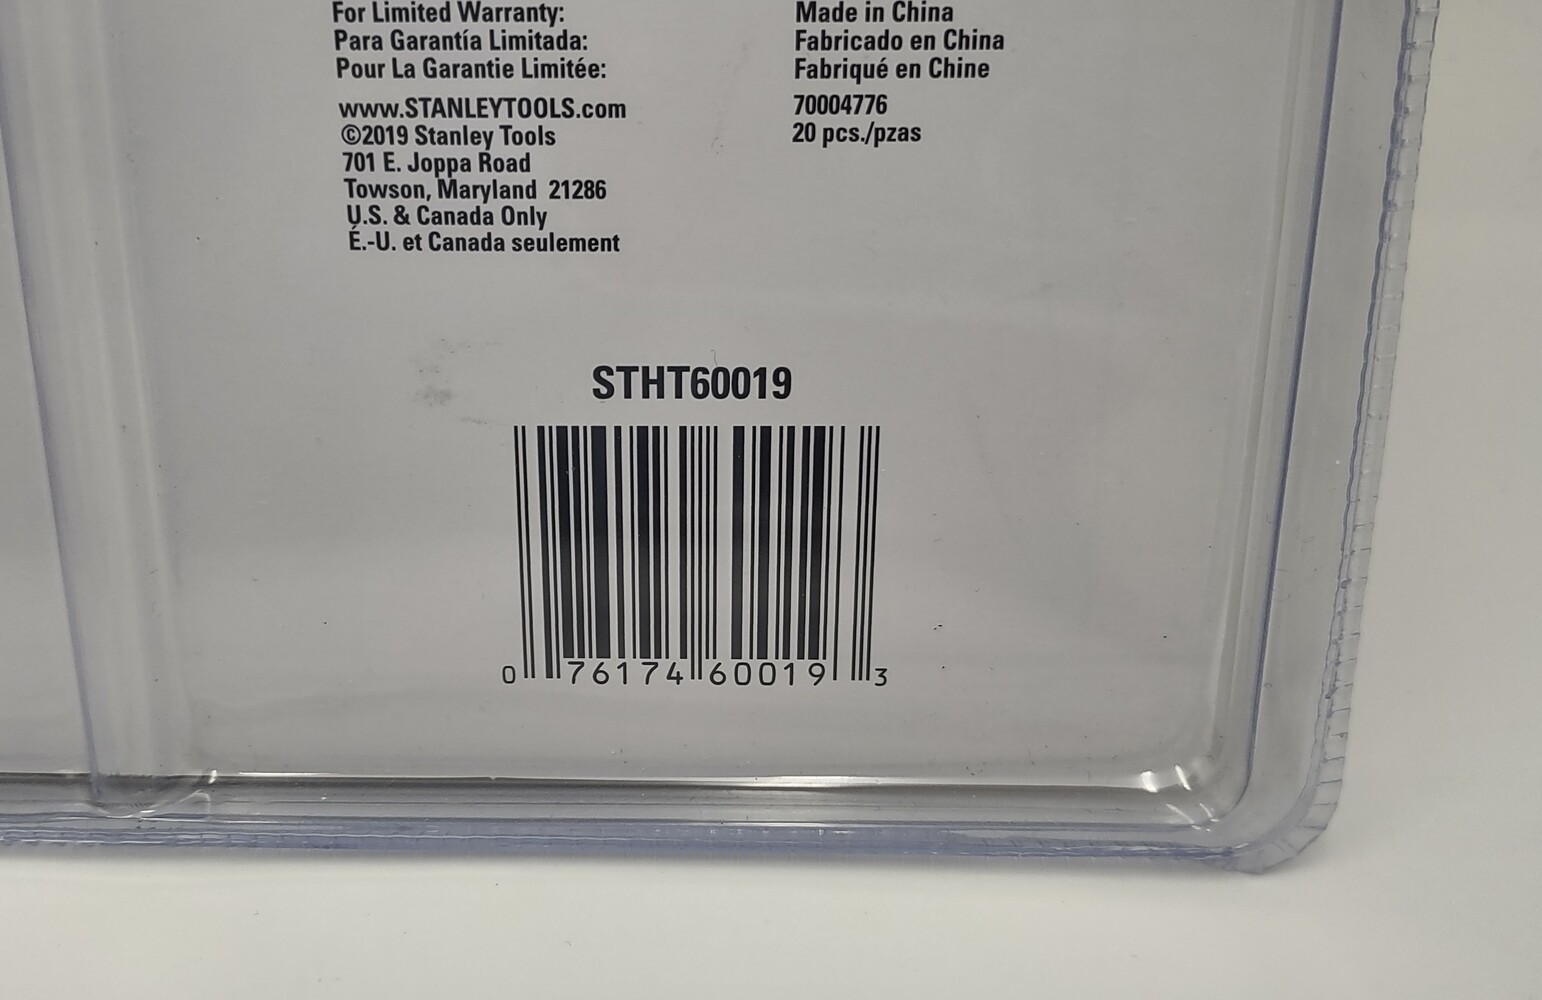 For Limited Warranty:
Para Garantía Limitada:
Pour La Garantie Limitée:
www.STANLEYTOOLS.com
©2019 Stanley Tools
701 E. Joppa Road
Towson, Maryland 21286
U.S. & Canada Only
É.-U. et Canada seulement
Made in China
Fabricado en China
Fabriqué en Chine
70004776
20 pcs./pzas
STHT60019
0 76174 60019 3